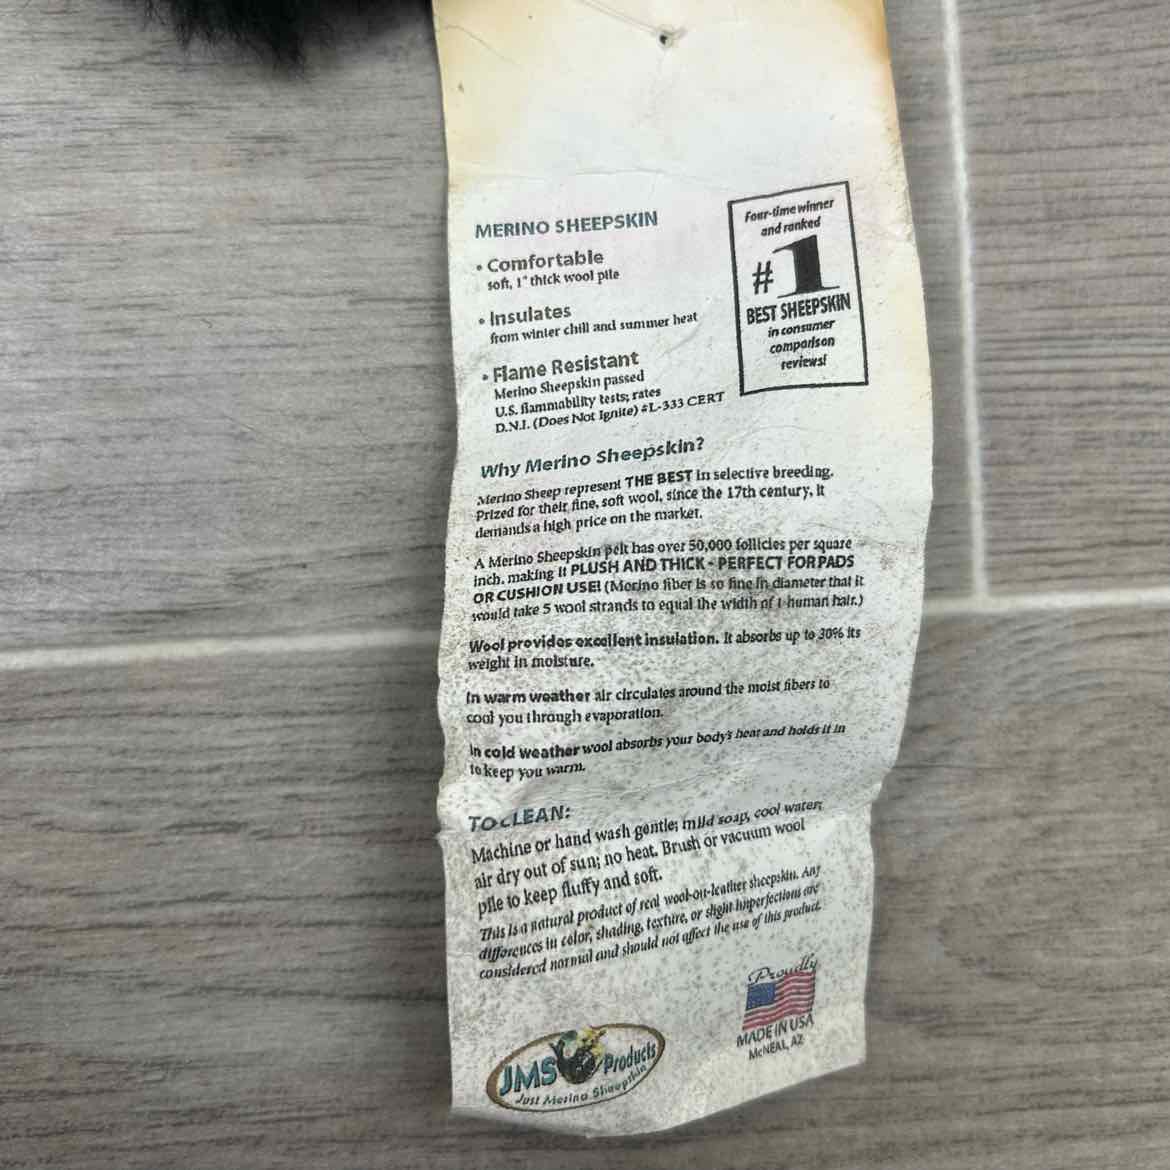 MERINO SHEEPSKIN
• Comfortable
soft, 1" thick wool pile
• Insulates
from winter chill and summer heat
• Flame Resistant
Merino Sheepskin passed
U.S. flammability tests; rates
D.N.I. (Does Not Ignite) #L-333 CERT
Four-time winner
and ranked
#1
BEST SHEEPSKIN
in consumer
comparison
reviews!
Why Merino Sheepskin?
Merino Sheep represent THE BEST in selective breeding.
Prized for their fine, soft wool, since the 17th century, it
demands a high price on the market.
A Merino Sheepskin pelt has over 50,000 follicles per square
inch, making it PLUSH AND THICK - PERFECT FOR PADS
OR CUSHION USE! (Merino fiber is so fine in diameter that it
would take 5 wool strands to equal the width of 1 human hair.)
Wool provides excellent insulation. It absorbs up to 30% its
weight in moisture.
In warm weather air circulates around the moist fibers to
cool you through evaporation.
In cold weather wool absorbs your body's heat and holds it in
to keep you warm.
TO CLEAN:
Machine or hand wash gentle; mild soap, cool water;
air dry out of sun; no heat. Brush or vacuum wool
pile to keep fluffy and soft.
This is a natural product of real wool-on-leather sheepskin. Any
differences in color, shading, texture, or slight imperfections are
considered normal and should not affect the use of this product.
Proudly
MADE IN USA
McNEAL, AZ
JMS Products
Just Merino Sheepskin